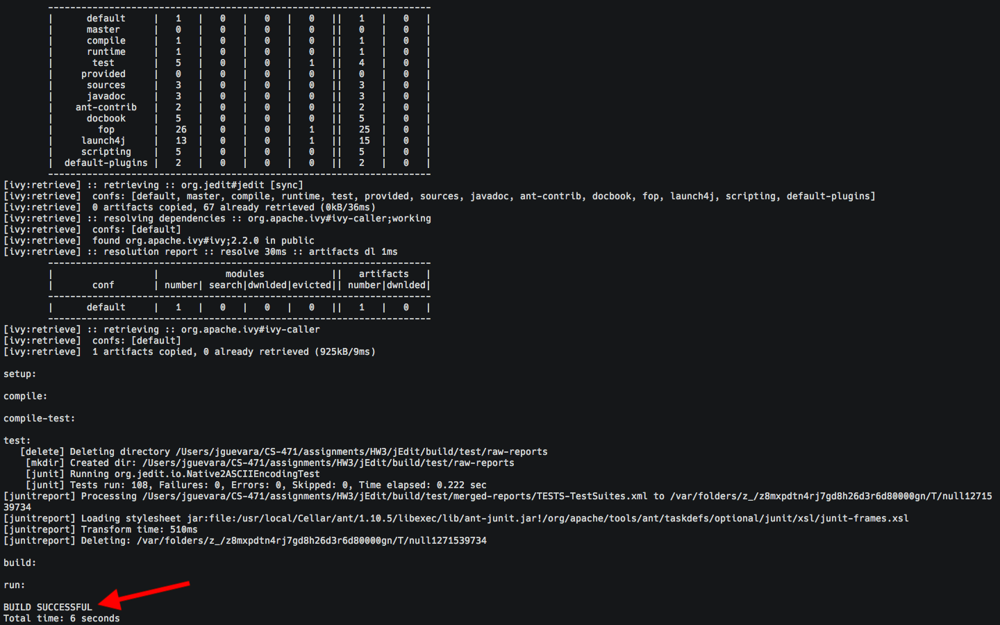 ---------------------------------------------------------------------
|      default     |   1   |   0   |   0   |   0   ||   1   |   0   |
|      master      |   0   |   0   |   0   |   0   ||   0   |   0   |
|      compile     |   1   |   0   |   0   |   0   ||   1   |   0   |
|      runtime     |   1   |   0   |   0   |   0   ||   1   |   0   |
|       test       |   5   |   0   |   0   |   1   ||   4   |   0   |
|     provided     |   0   |   0   |   0   |   0   ||   0   |   0   |
|      sources     |   3   |   0   |   0   |   0   ||   3   |   0   |
|      javadoc     |   3   |   0   |   0   |   0   ||   3   |   0   |
|    ant-contrib   |   2   |   0   |   0   |   0   ||   2   |   0   |
|      docbook     |   5   |   0   |   0   |   0   ||   5   |   0   |
|        fop       |   26  |   0   |   0   |   1   ||   25  |   0   |
|     launch4j     |   13  |   0   |   0   |   1   ||   15  |   0   |
|     scripting    |   5   |   0   |   0   |   0   ||   5   |   0   |
|  default-plugins |   2   |   0   |   0   |   0   ||   2   |   0   |
---------------------------------------------------------------------
[ivy:retrieve] :: retrieving :: org.jedit#jedit [sync]
[ivy:retrieve]  confs: [default, master, compile, runtime, test, provided, sources, javadoc, ant-contrib, docbook, fop, launch4j, scripting, default-plugins]
[ivy:retrieve]  0 artifacts copied, 67 already retrieved (0kB/36ms)
[ivy:retrieve] :: resolving dependencies :: org.apache.ivy#ivy-caller;working
[ivy:retrieve]  confs: [default]
[ivy:retrieve]  found org.apache.ivy#ivy;2.2.0 in public
[ivy:retrieve] :: resolution report :: resolve 30ms :: artifacts dl 1ms
---------------------------------------------------------------------
|                  |            modules            ||   artifacts   |
|       conf       | number| search|dwnlded|evicted|| number|dwnlded|
---------------------------------------------------------------------
|      default     |   1   |   0   |   0   |   0   ||   1   |   0   |
---------------------------------------------------------------------
[ivy:retrieve] :: retrieving :: org.apache.ivy#ivy-caller
[ivy:retrieve]  confs: [default]
[ivy:retrieve]  1 artifacts copied, 0 already retrieved (925kB/9ms)
setup:
compile:
compile-test:
test:
[delete] Deleting directory /Users/jguevara/CS-471/assignments/HW3/jEdit/build/test/raw-reports
[mkdir] Created dir: /Users/jguevara/CS-471/assignments/HW3/jEdit/build/test/raw-reports
[junit] Running org.jedit.io.Native2ASCIIEncodingTest
[junit] Tests run: 108, Failures: 0, Errors: 0, Skipped: 0, Time elapsed: 0.222 sec
[junitreport] Processing /Users/jguevara/CS-471/assignments/HW3/jEdit/build/test/merged-reports/TESTS-TestSuites.xml to /var/folders/z_/z8mxpdtn4rj7gd8h26d3r6d80000gn/T/null12715
39734
[junitreport] Loading stylesheet jar:file:/usr/local/Cellar/ant/1.10.5/libexec/lib/ant-junit.jar!/org/apache/tools/ant/taskdefs/optional/junit/xsl/junit-frames.xsl
[junitreport] Transform time: 510ms
[junitreport] Deleting: /var/folders/z_/z8mxpdtn4rj7gd8h26d3r6d80000gn/T/null1271539734
build:
run:
BUILD SUCCESSFUL
Total time: 6 seconds